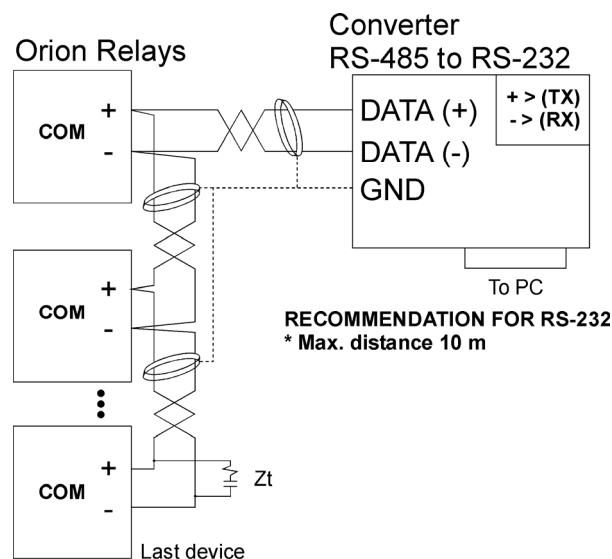 Orion Relays
Converter
RS-485 to RS-232
COM
+
-
DATA (+)
DATA (-)
GND
+ > (TX)
- > (RX)
To PC
RECOMMENDATION FOR RS-232
* Max. distance 10 m
COM
+
-
COM
+
-
Zt
Last device